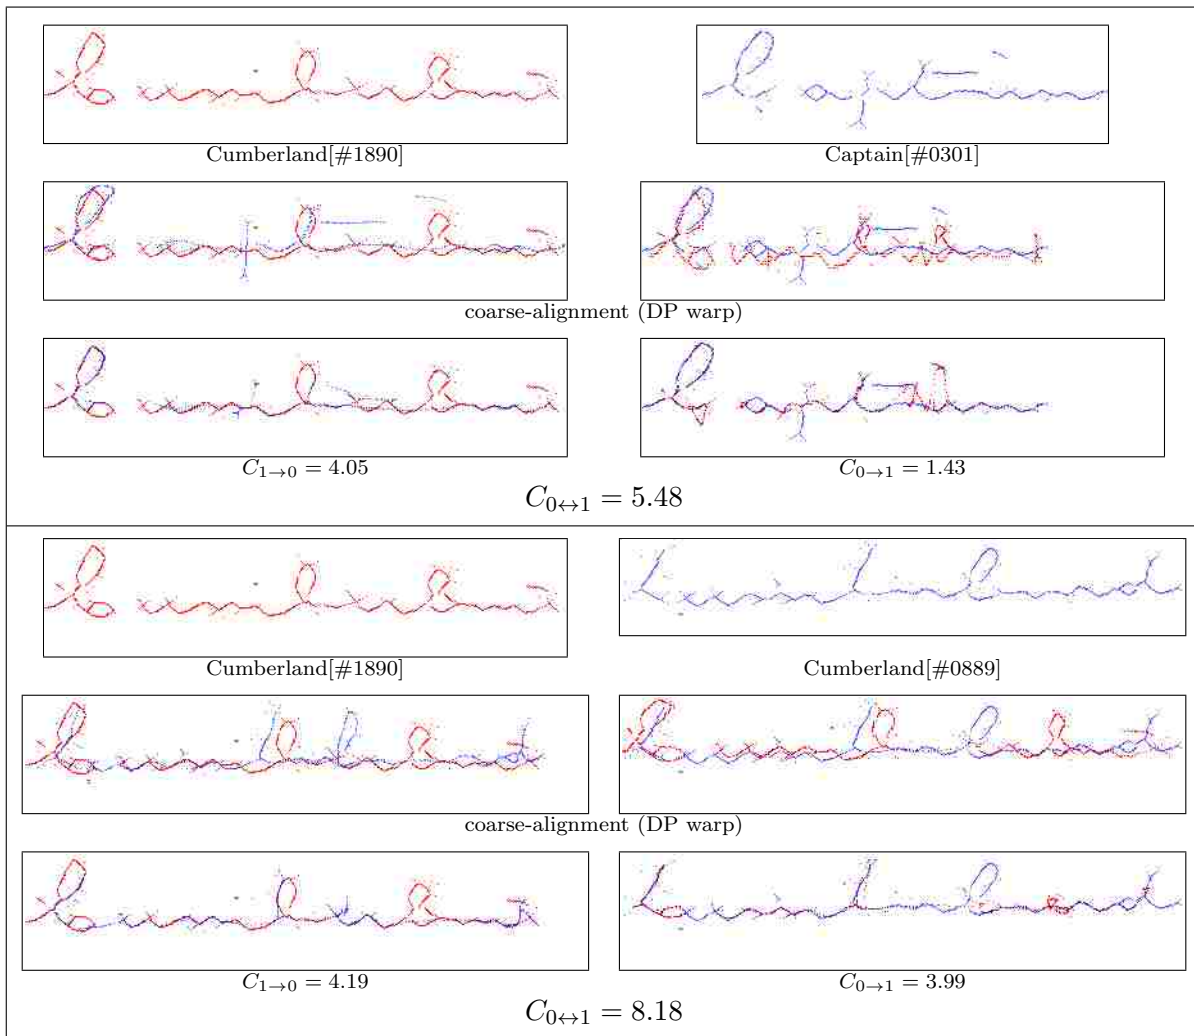 Cumberland[#1890] Captain[#0301]
coarse-alignment (DP warp)
C₁→₀ = 4.05 C₀→₁ = 1.43
C₀↔₁ = 5.48
Cumberland[#1890] Cumberland[#0889]
coarse-alignment (DP warp)
C₁→₀ = 4.19 C₀→₁ = 3.99
C₀↔₁ = 8.18